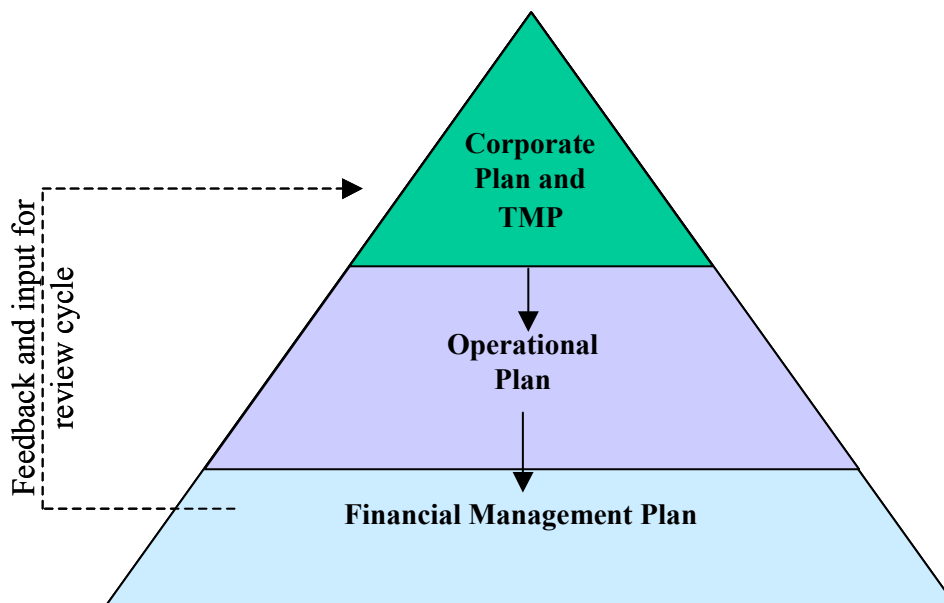 Corporate
Plan and
TMP
Operational
Plan
Financial Management Plan
Feedback and input for
review cycle